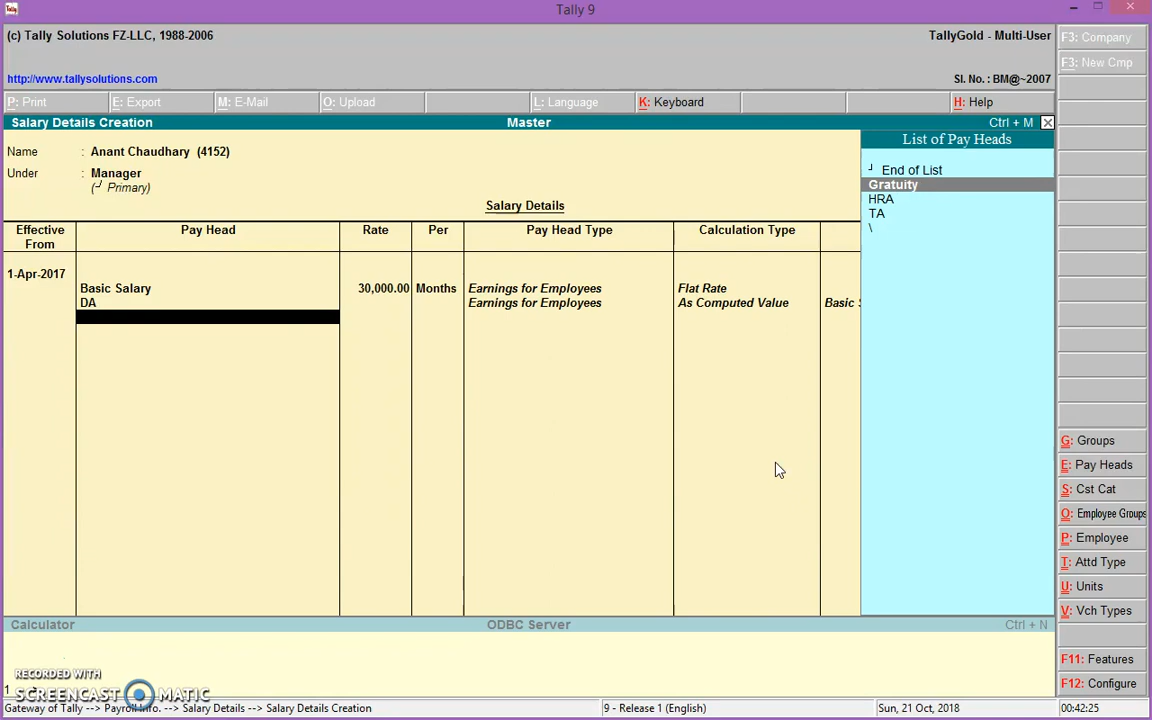 Tally 9
(c) Tally Solutions FZ-LLC, 1988-2006
TallyGold - Multi-User
F3: Company
F3: New Cmp
http://www.tallysolutions.com
Sl. No. : BM@~2007
P: Print
E: Export
M: E-Mail
O: Upload
L: Language
K: Keyboard
H: Help
Salary Details Creation
Master
Ctrl + M
Name : Anant Chaudhary (4152)
Under : Manager
(┘ Primary)
List of Pay Heads
┘ End of List
Gratuity
HRA
TA
\
Salary Details
Effective From
Pay Head
Rate
Per
Pay Head Type
Calculation Type
1-Apr-2017
Basic Salary 30,000.00 Months Earnings for Employees Flat Rate
DA Earnings for Employees As Computed Value Basic S
G: Groups
E: Pay Heads
S: Cst Cat
O: Employee Groups
P: Employee
T: Attd Type
U: Units
V: Vch Types
F11: Features
F12: Configure
Calculator
ODBC Server
Ctrl + N
1
RECORDED WITH
SCREENCAST MATIC
Gateway of Tally --> Payroll Info. --> Salary Details --> Salary Details Creation
9 - Release 1 (English)
Sun, 21 Oct, 2018
00:42:25